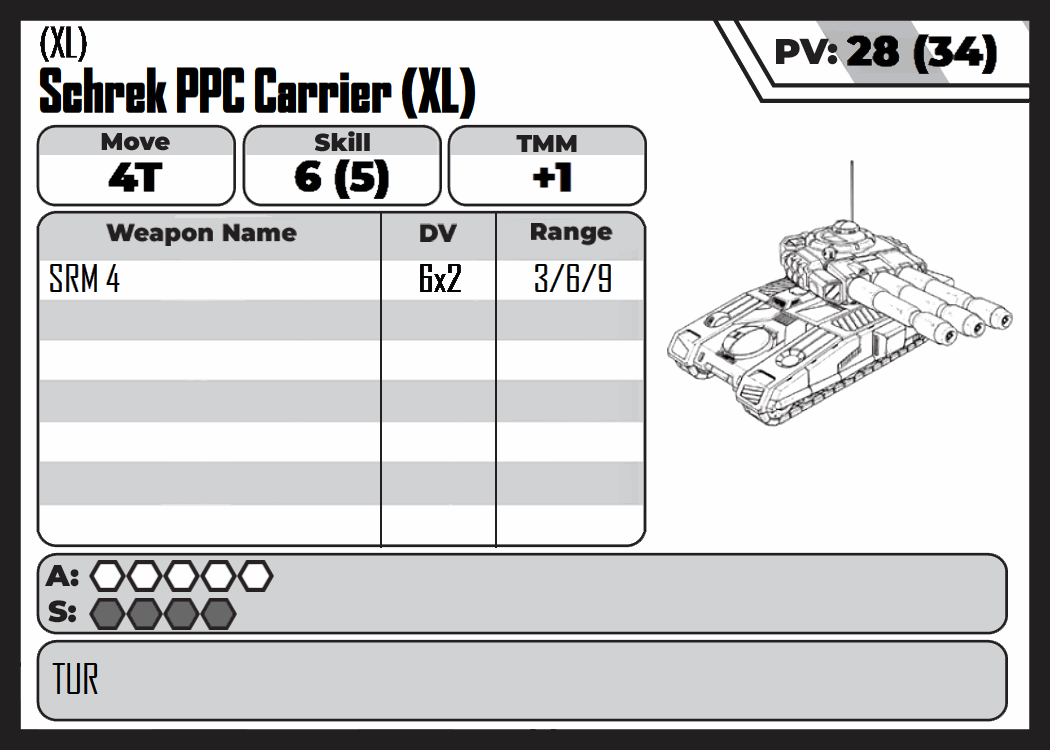 (XL)
Schrek PPC Carrier (XL)
PV: 28 (34)
Move
4T
Skill
6 (5)
TMM
+1
Weapon Name DV Range
SRM 4 6x2 3/6/9
A:
S:
TUR